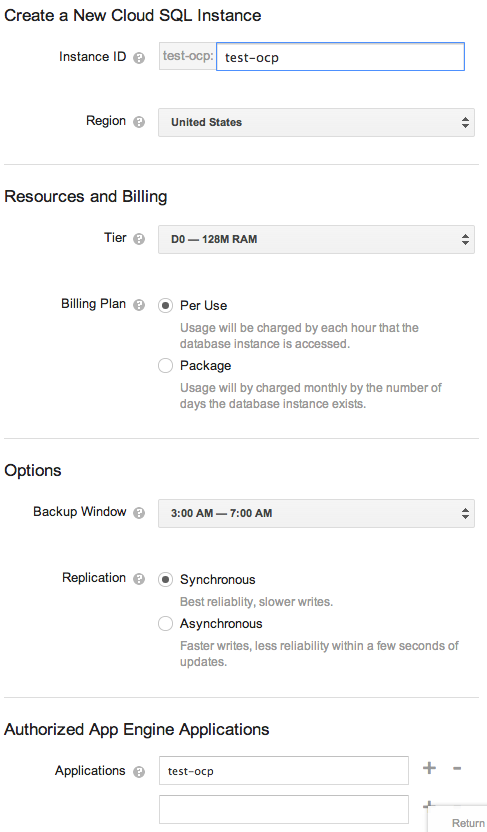 Create a New Cloud SQL Instance
Instance ID ? test-ocp: test-ocp
Region ? United States
Resources and Billing
Tier ? D0 — 128M RAM
Billing Plan ? Per Use
Usage will be charged by each hour that the
database instance is accessed.
Package
Usage will by charged monthly by the number of
days the database instance exists.
Options
Backup Window ? 3:00 AM — 7:00 AM
Replication ? Synchronous
Best reliablity, slower writes.
Asynchronous
Faster writes, less reliability within a few seconds of
updates.
Authorized App Engine Applications
Applications ? test-ocp + -
+
Return